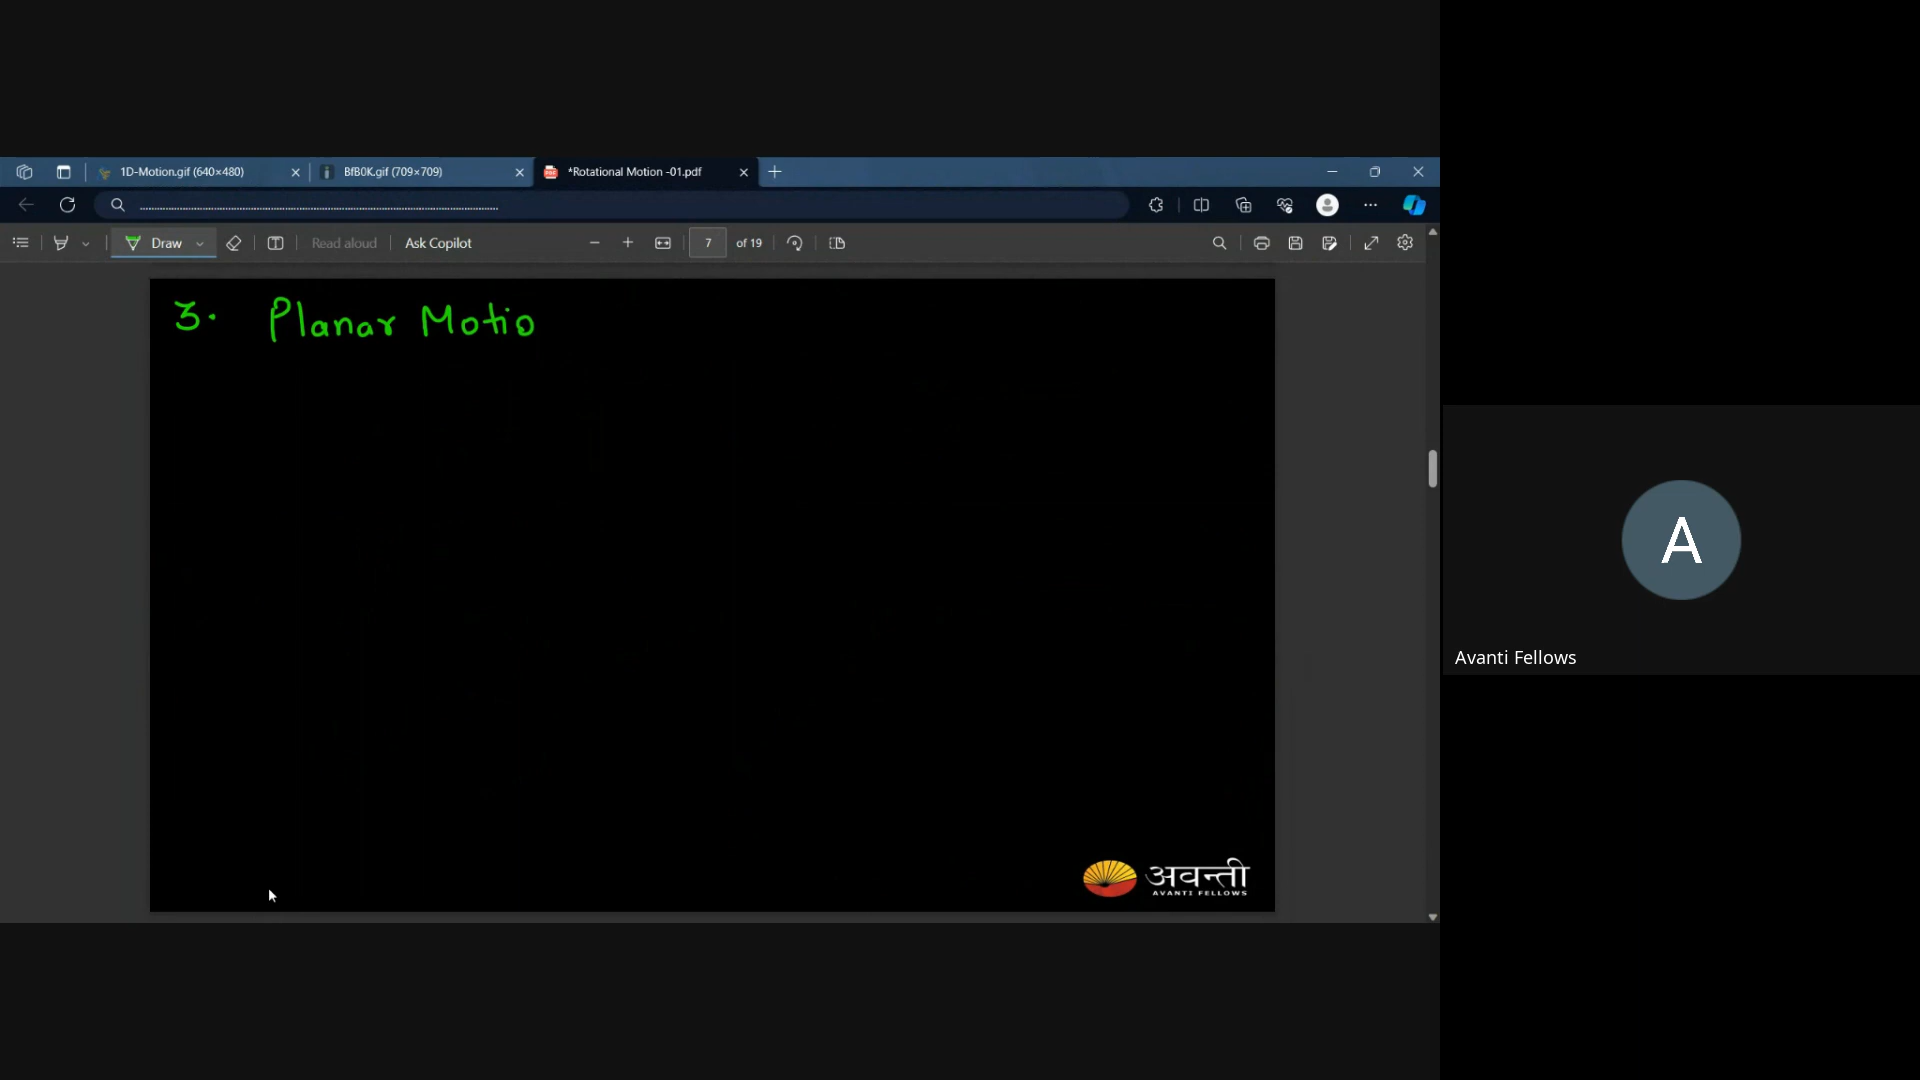 1D-Motion.gif (640×480)
BfB0K.gif (709×709)
*Rotational Motion -01.pdf
Draw
Read aloud
Ask Copilot
7 of 19
3. Planar Motio
अवन्ती
AVANTI FELLOWS
A
Avanti Fellows